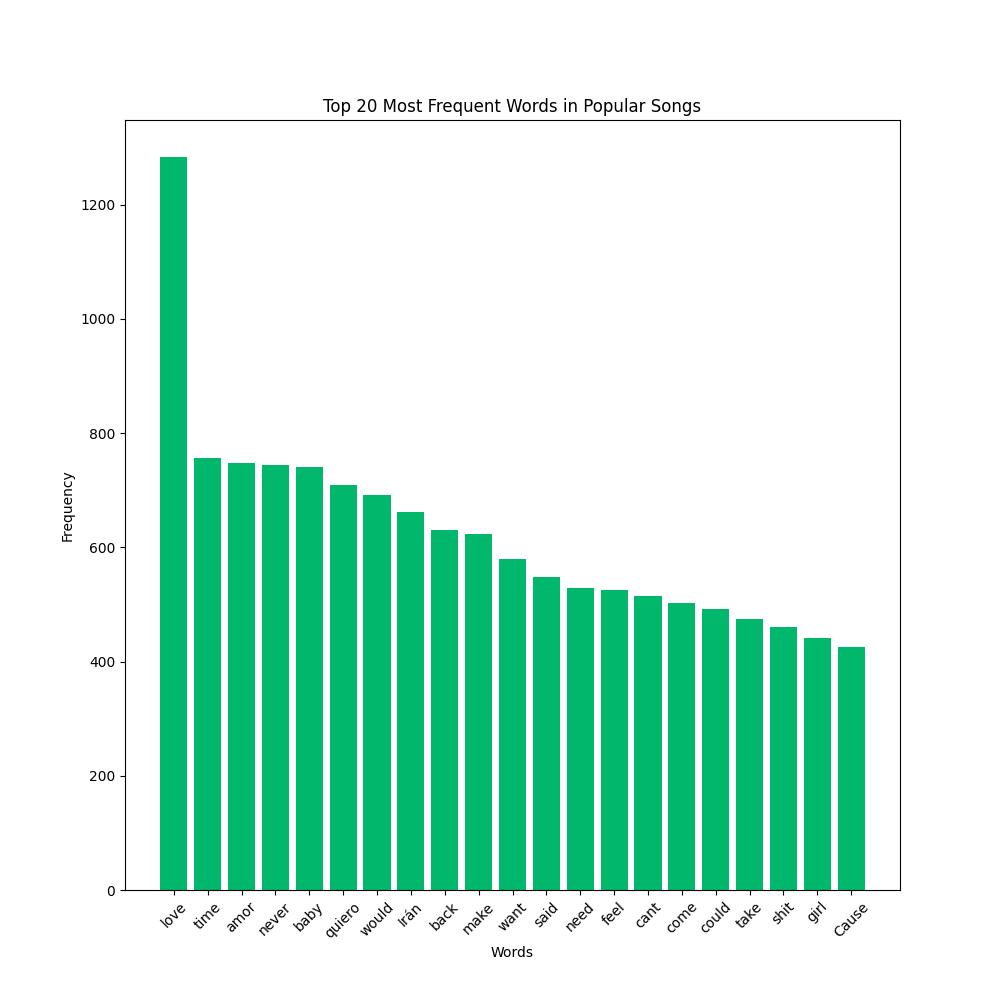 Top 20 Most Frequent Words in Popular Songs
1200
1000
800
600
400
200
0
Frequency
love
time
amor
never
baby
quiero
would
Irán
back
make
want
said
need
feel
cant
come
could
take
shit
girl
Cause
Words